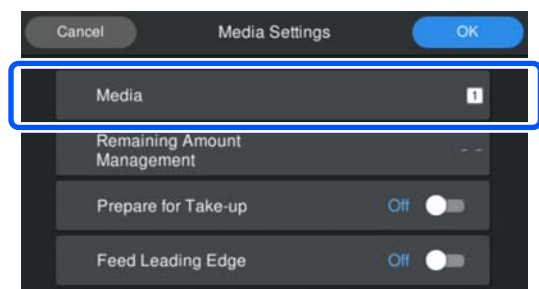 Cancel Media Settings OK
Media 1
Remaining Amount
Management - -
Prepare for Take-up Off
Feed Leading Edge Off